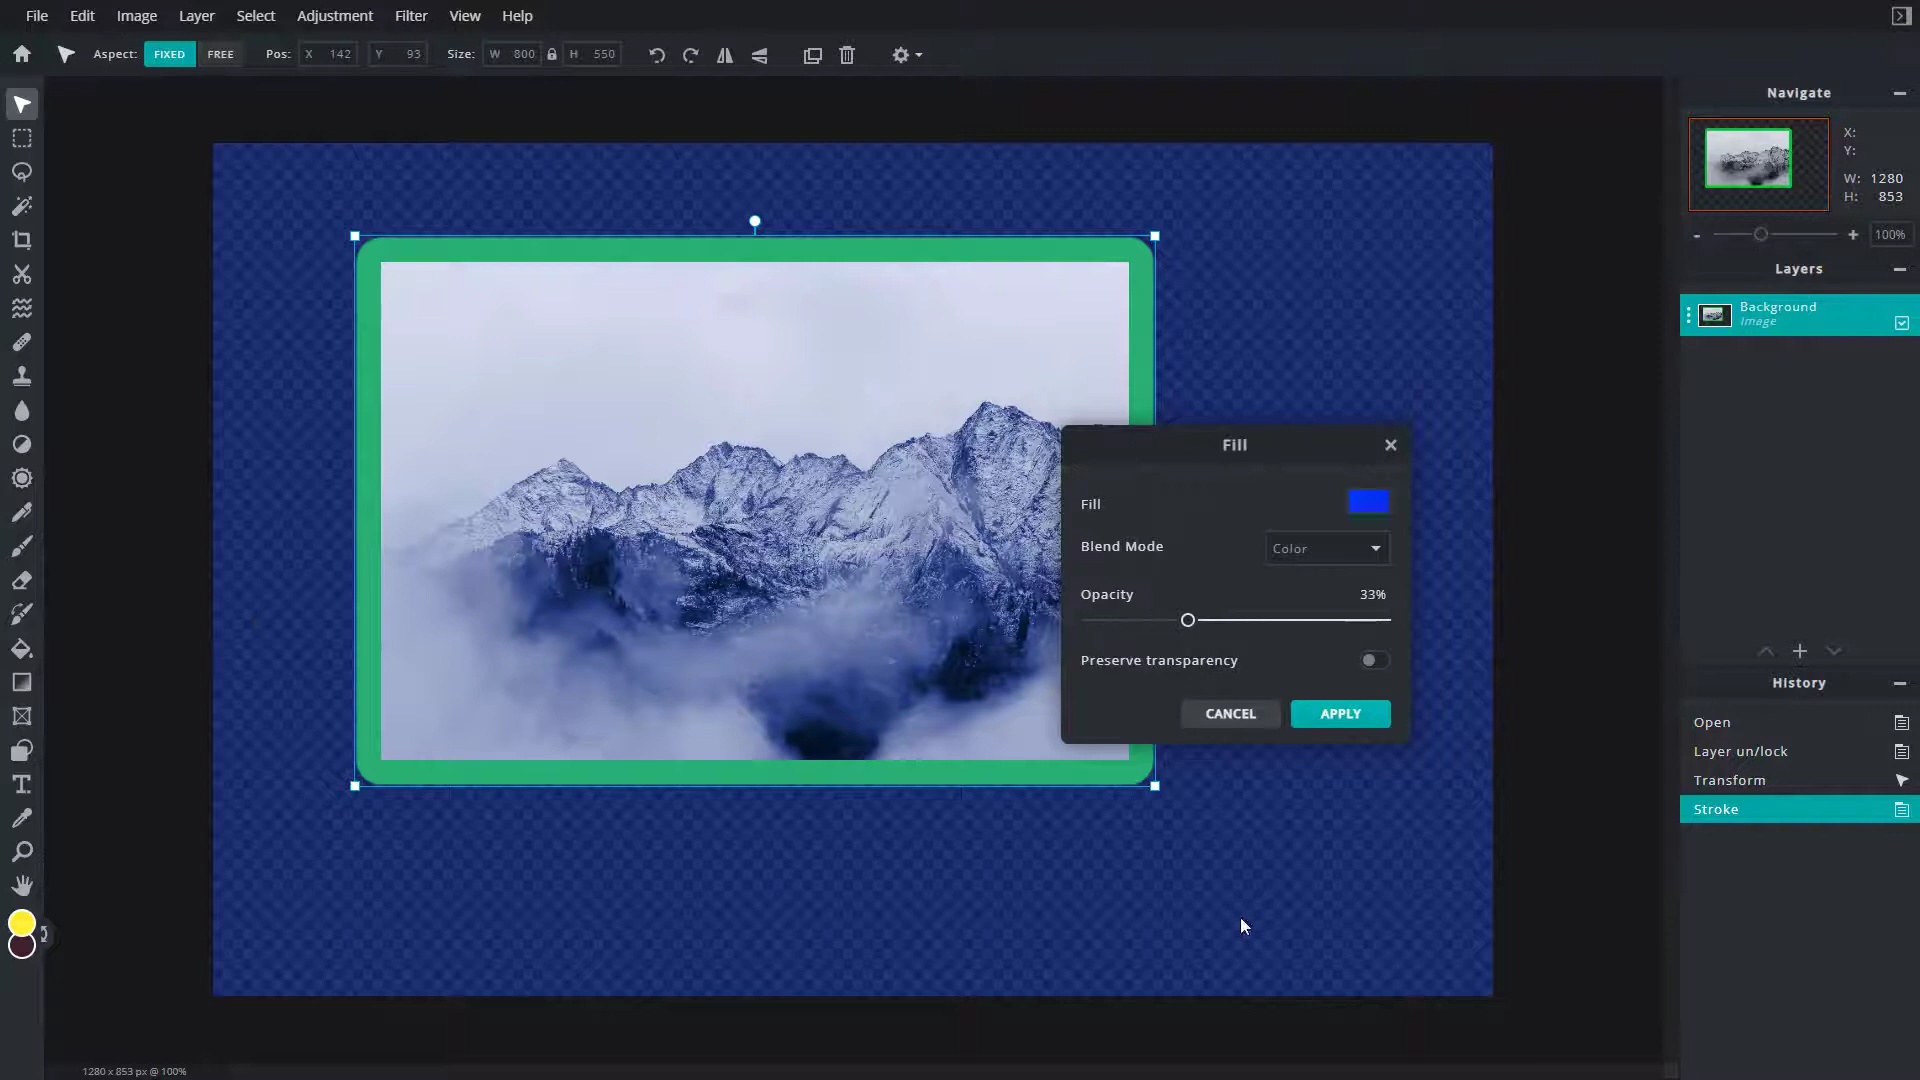 File Edit Image Layer Select Adjustment Filter View Help
Aspect: FIXED FREE Pos: X 142 Y 93 Size: W 800 H 550
Navigate
X:
Y:
W: 1280
H: 853
- + 100%
Layers
Background
Image
Fill
Fill
Blend Mode Color
Opacity 33%
Preserve transparency
CANCEL APPLY
History
Open
Layer un/lock
Transform
Stroke
1280 x 853 px @ 100%